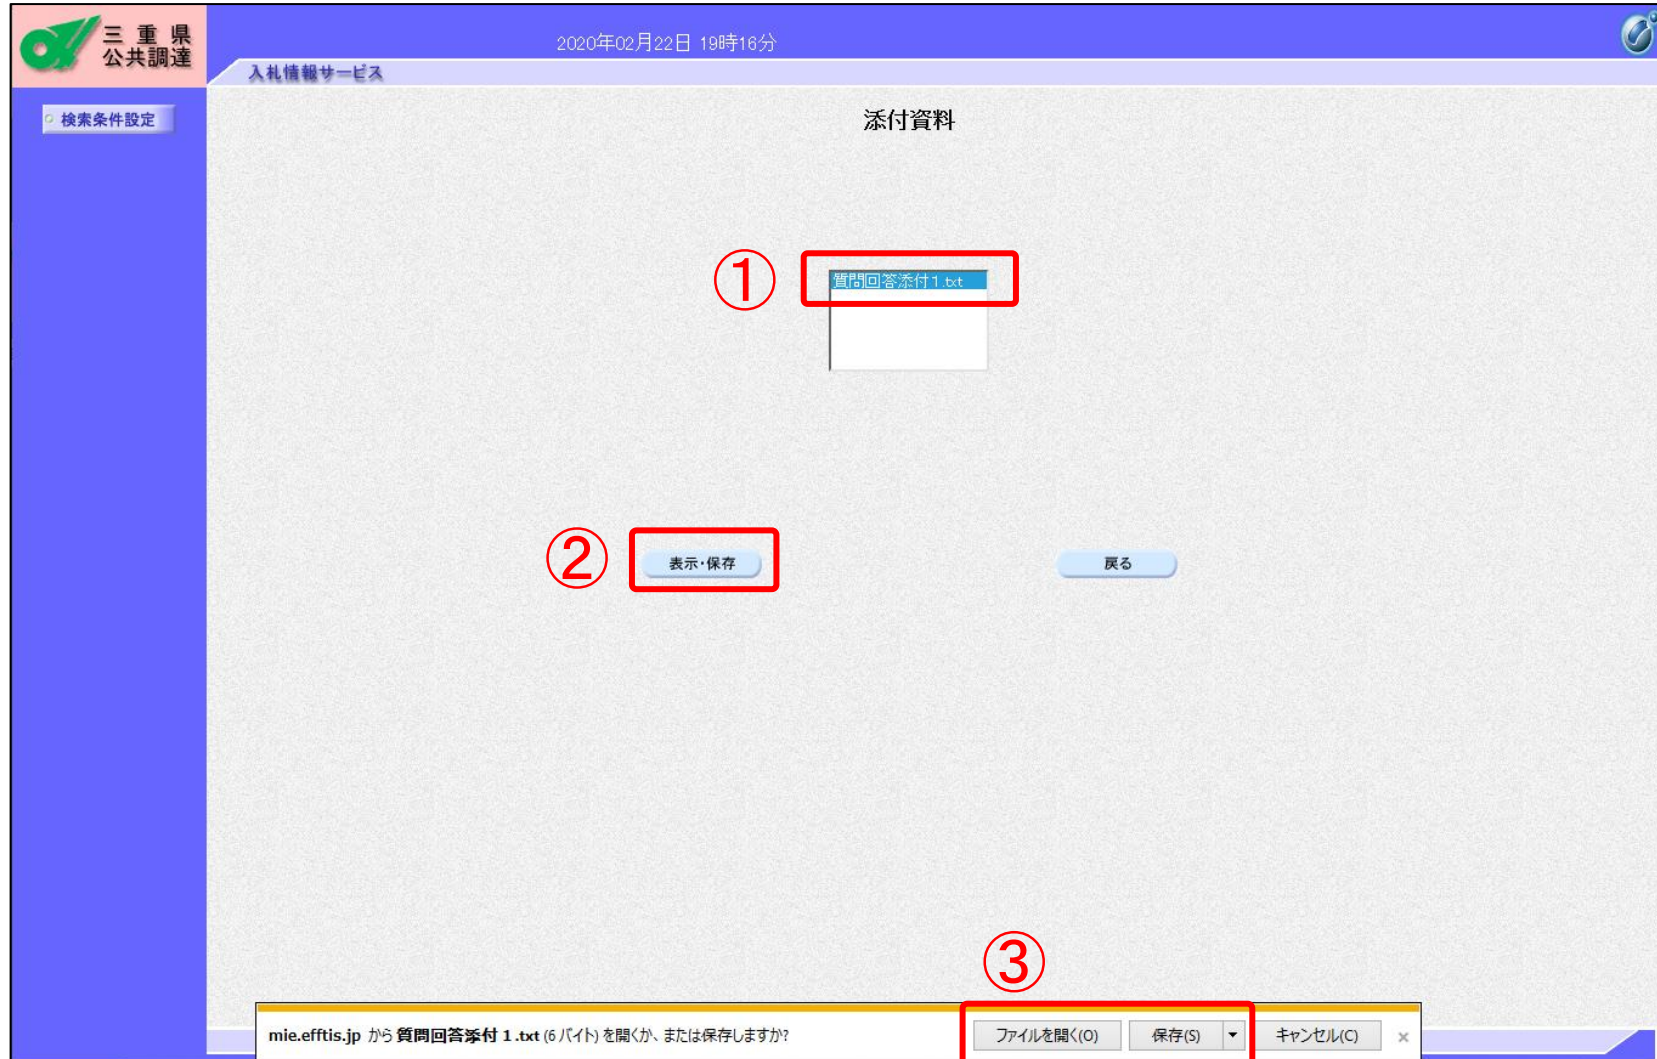 三重県
公共調達
2020年02月22日 19時16分
入札情報サービス
検索条件設定
添付資料
①
質問回答添付1.txt
②
表示・保存
戻る
③
mie.efftis.jp から 質問回答添付 1.txt (6 バイト) を開くか、または保存しますか?
ファイルを開く(O)
保存(S)
キャンセル(C)
×